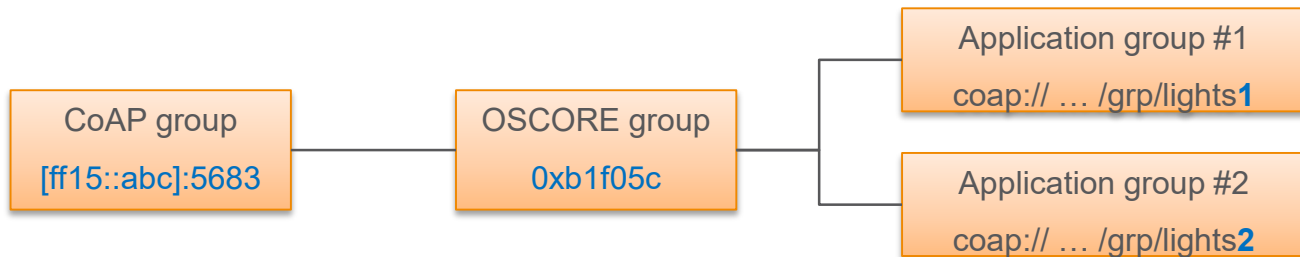 CoAP group
[ff15::abc]:5683
OSCORE group
0xb1f05c
Application group #1
coap:// … /grp/lights1
Application group #2
coap:// … /grp/lights2